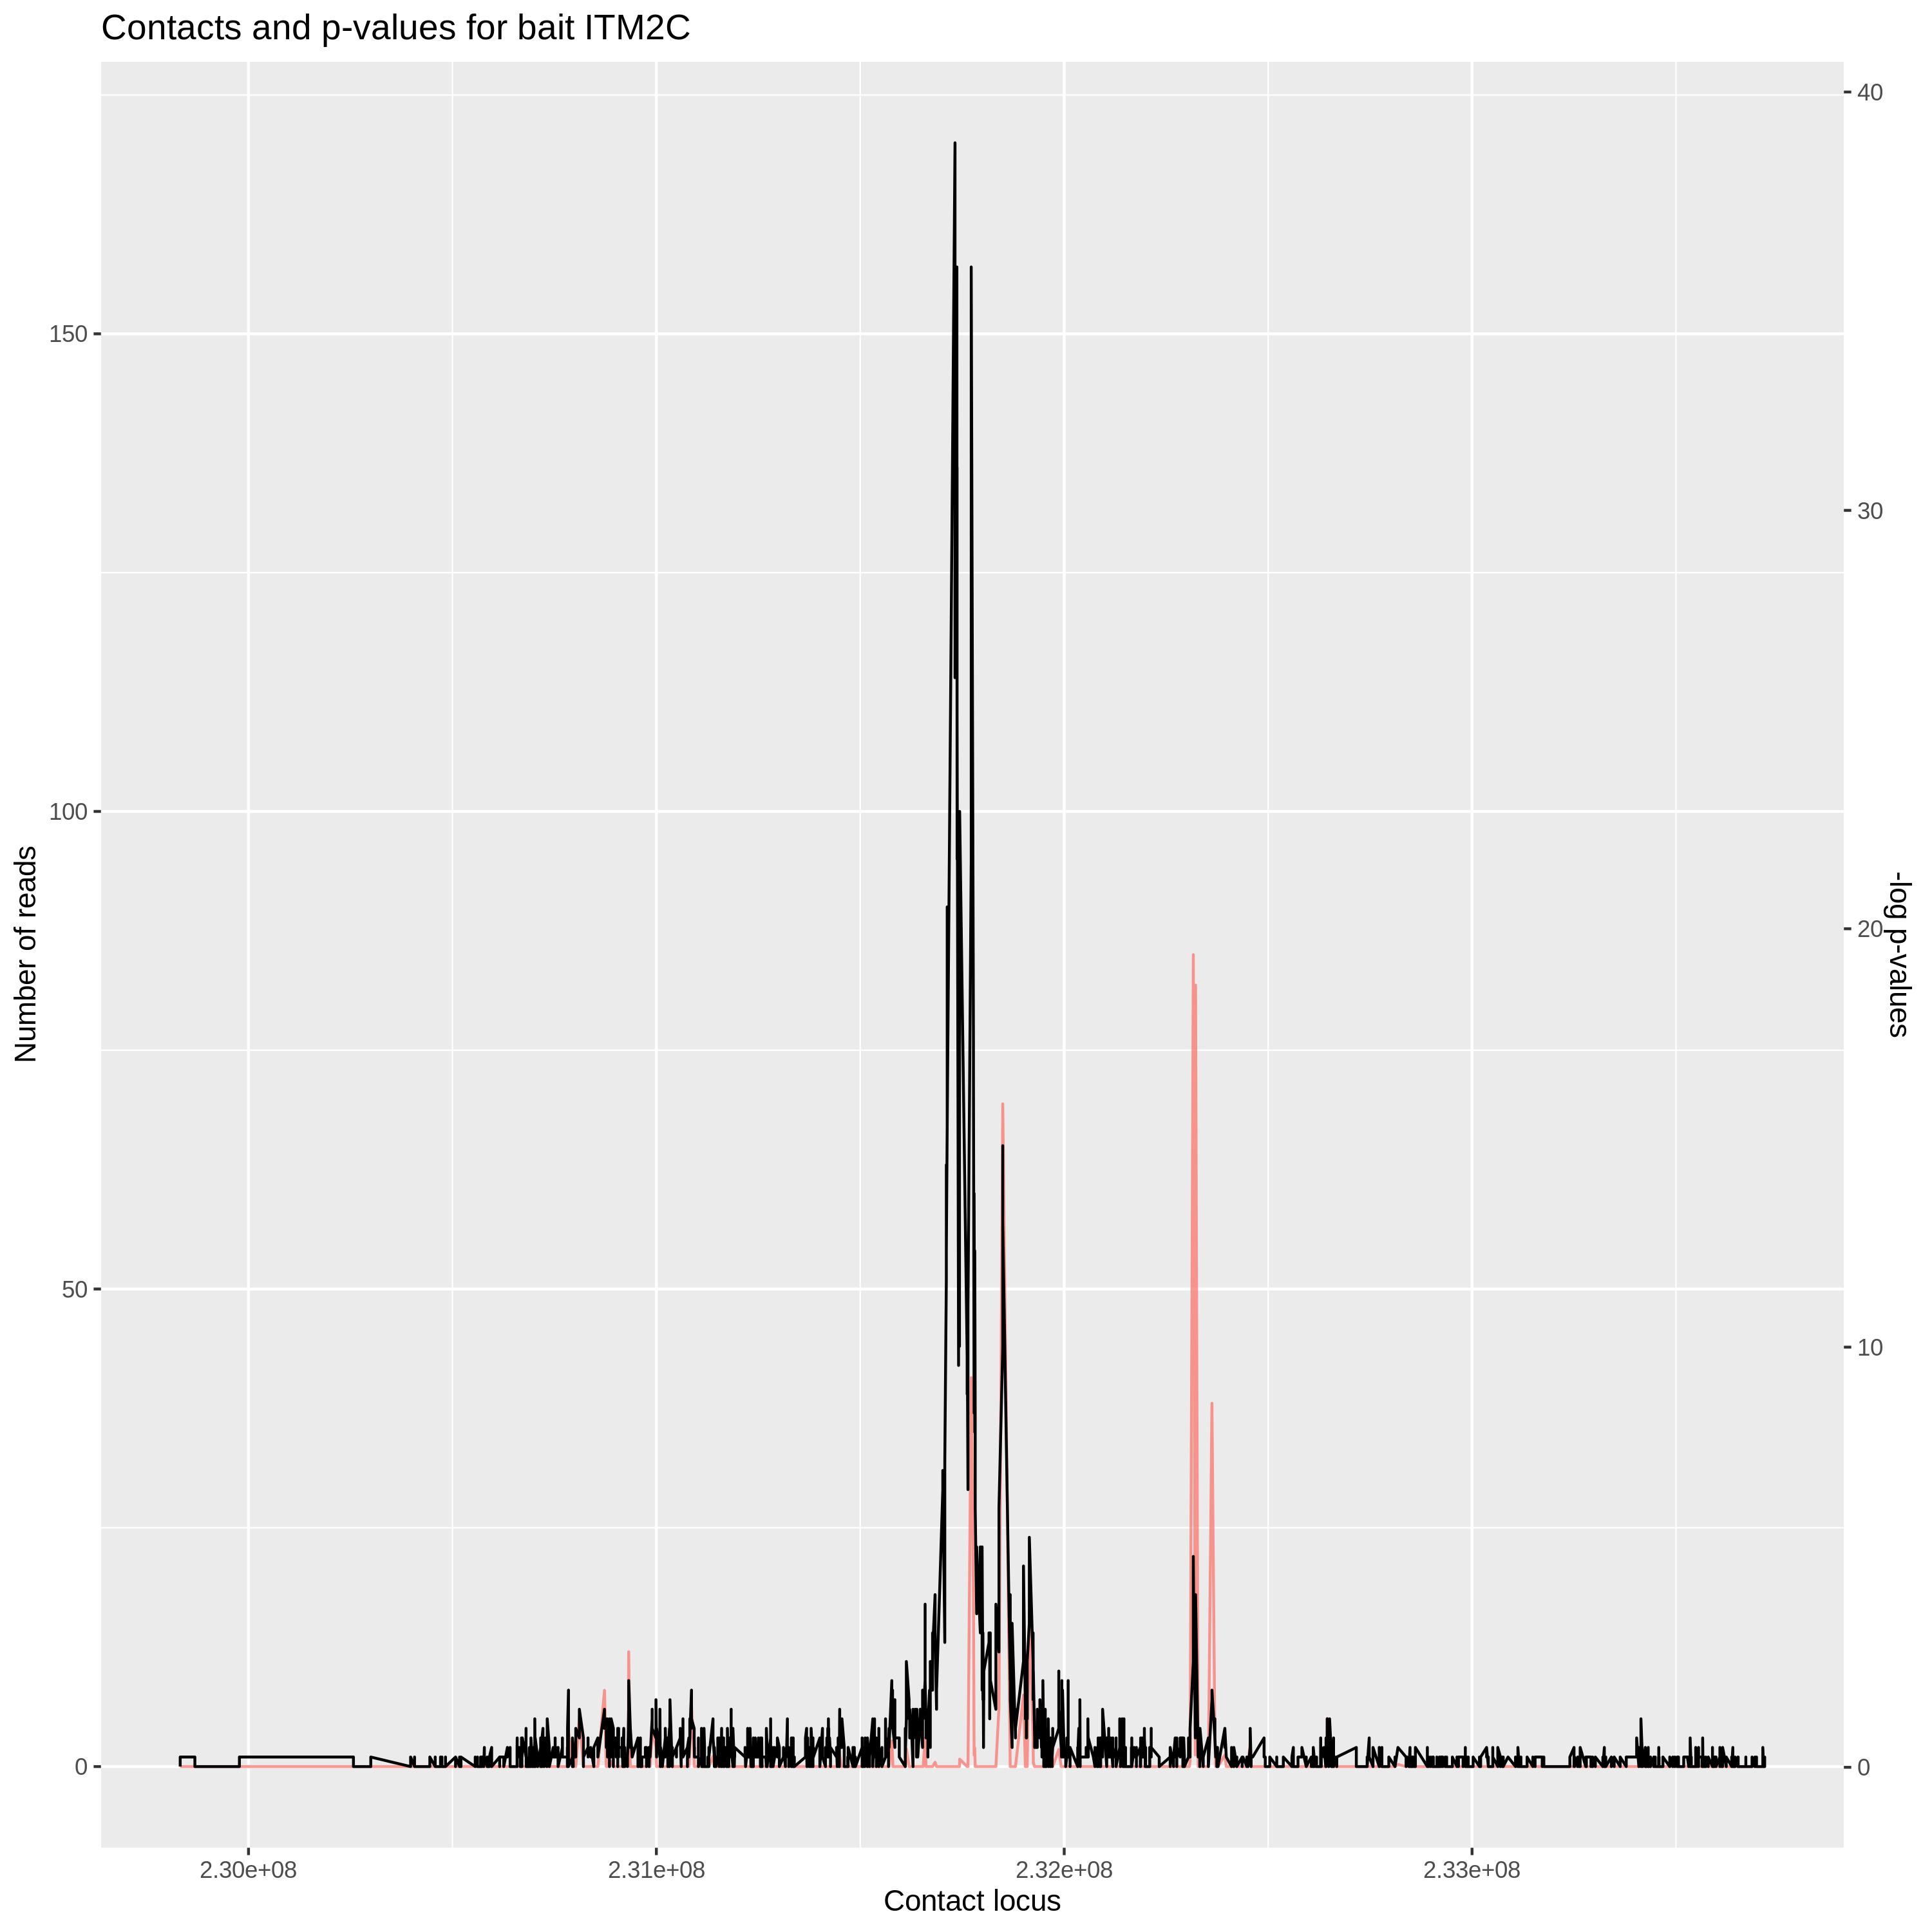 Contacts and p-values for bait ITM2C
Number of reads
150
100
50
0
40
30
20
10
0
-log p-values
2.30e+08
2.31e+08
2.32e+08
2.33e+08
Contact locus